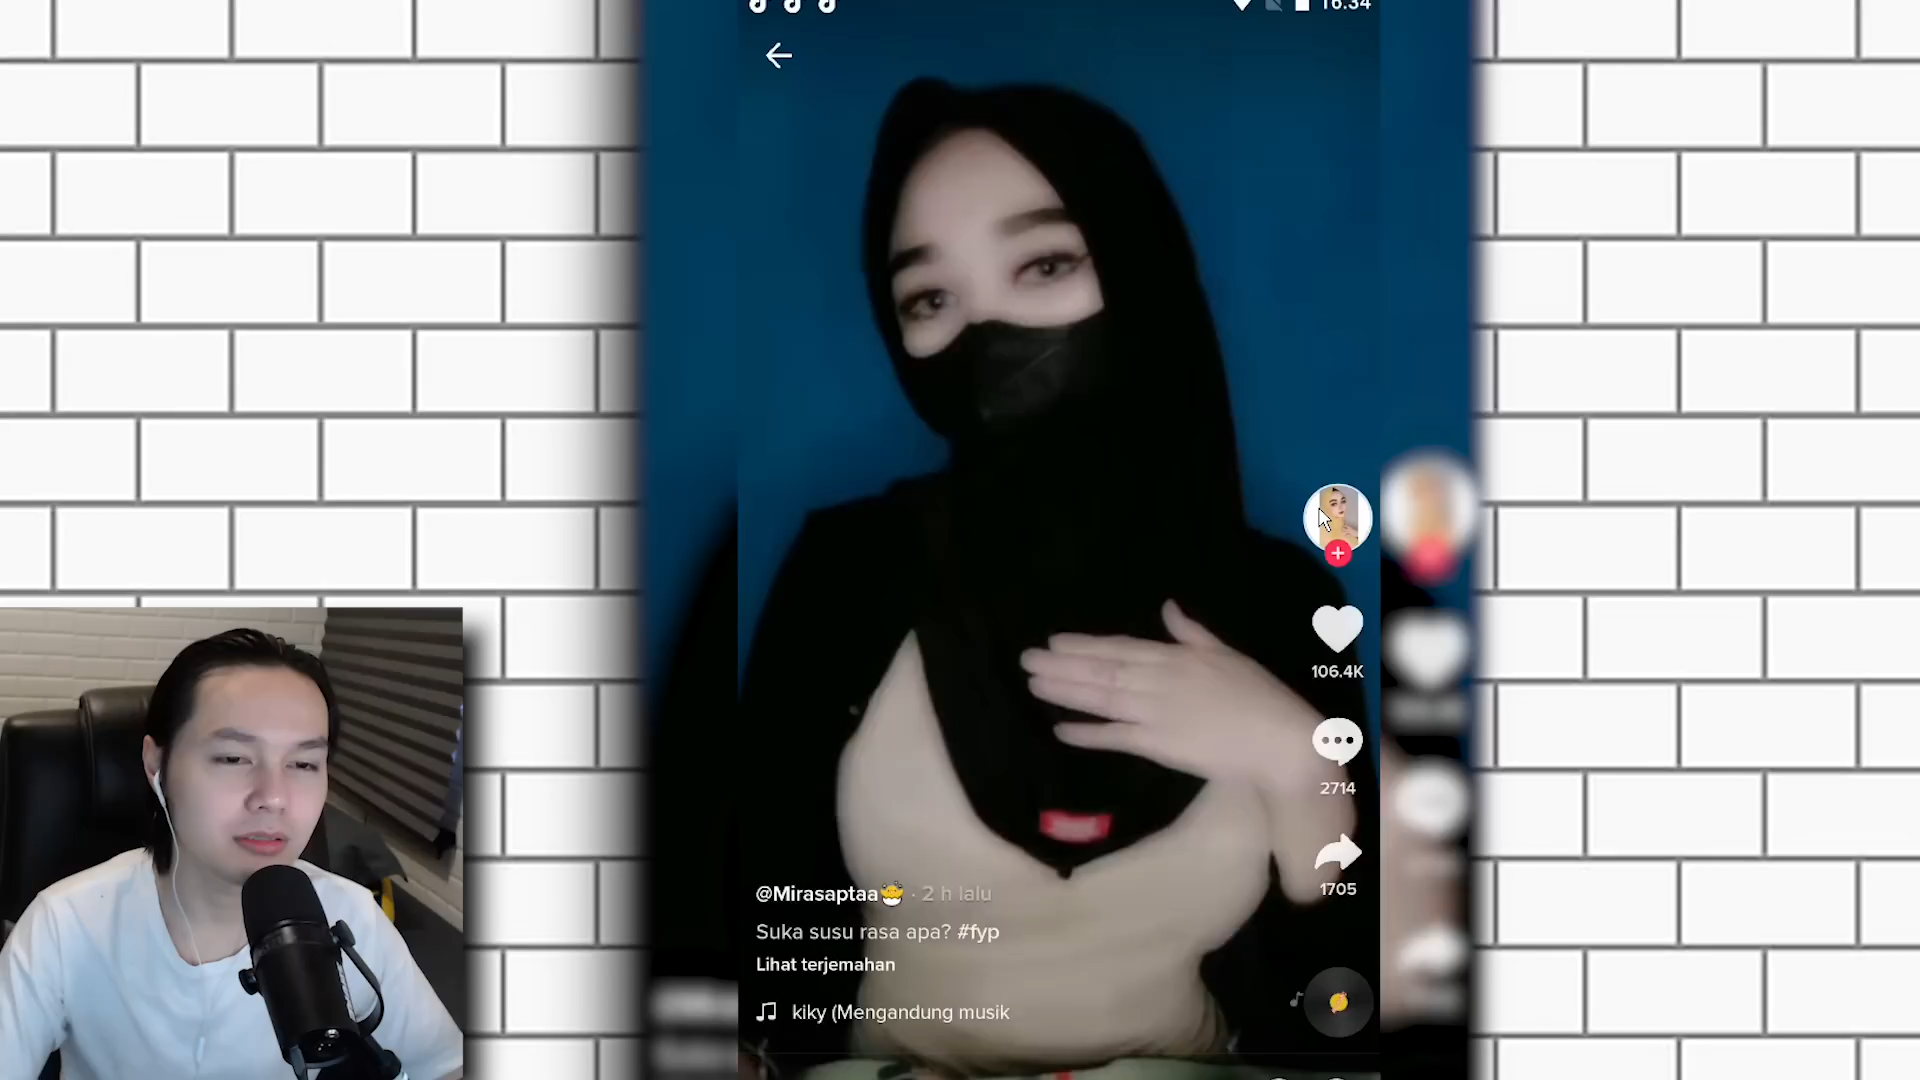 16.34
106.4K
2714
1705
@Mirasaptaa🐣 · 2 h lalu
Suka susu rasa apa? #fyp
Lihat terjemahan
kiky (Mengandung musik